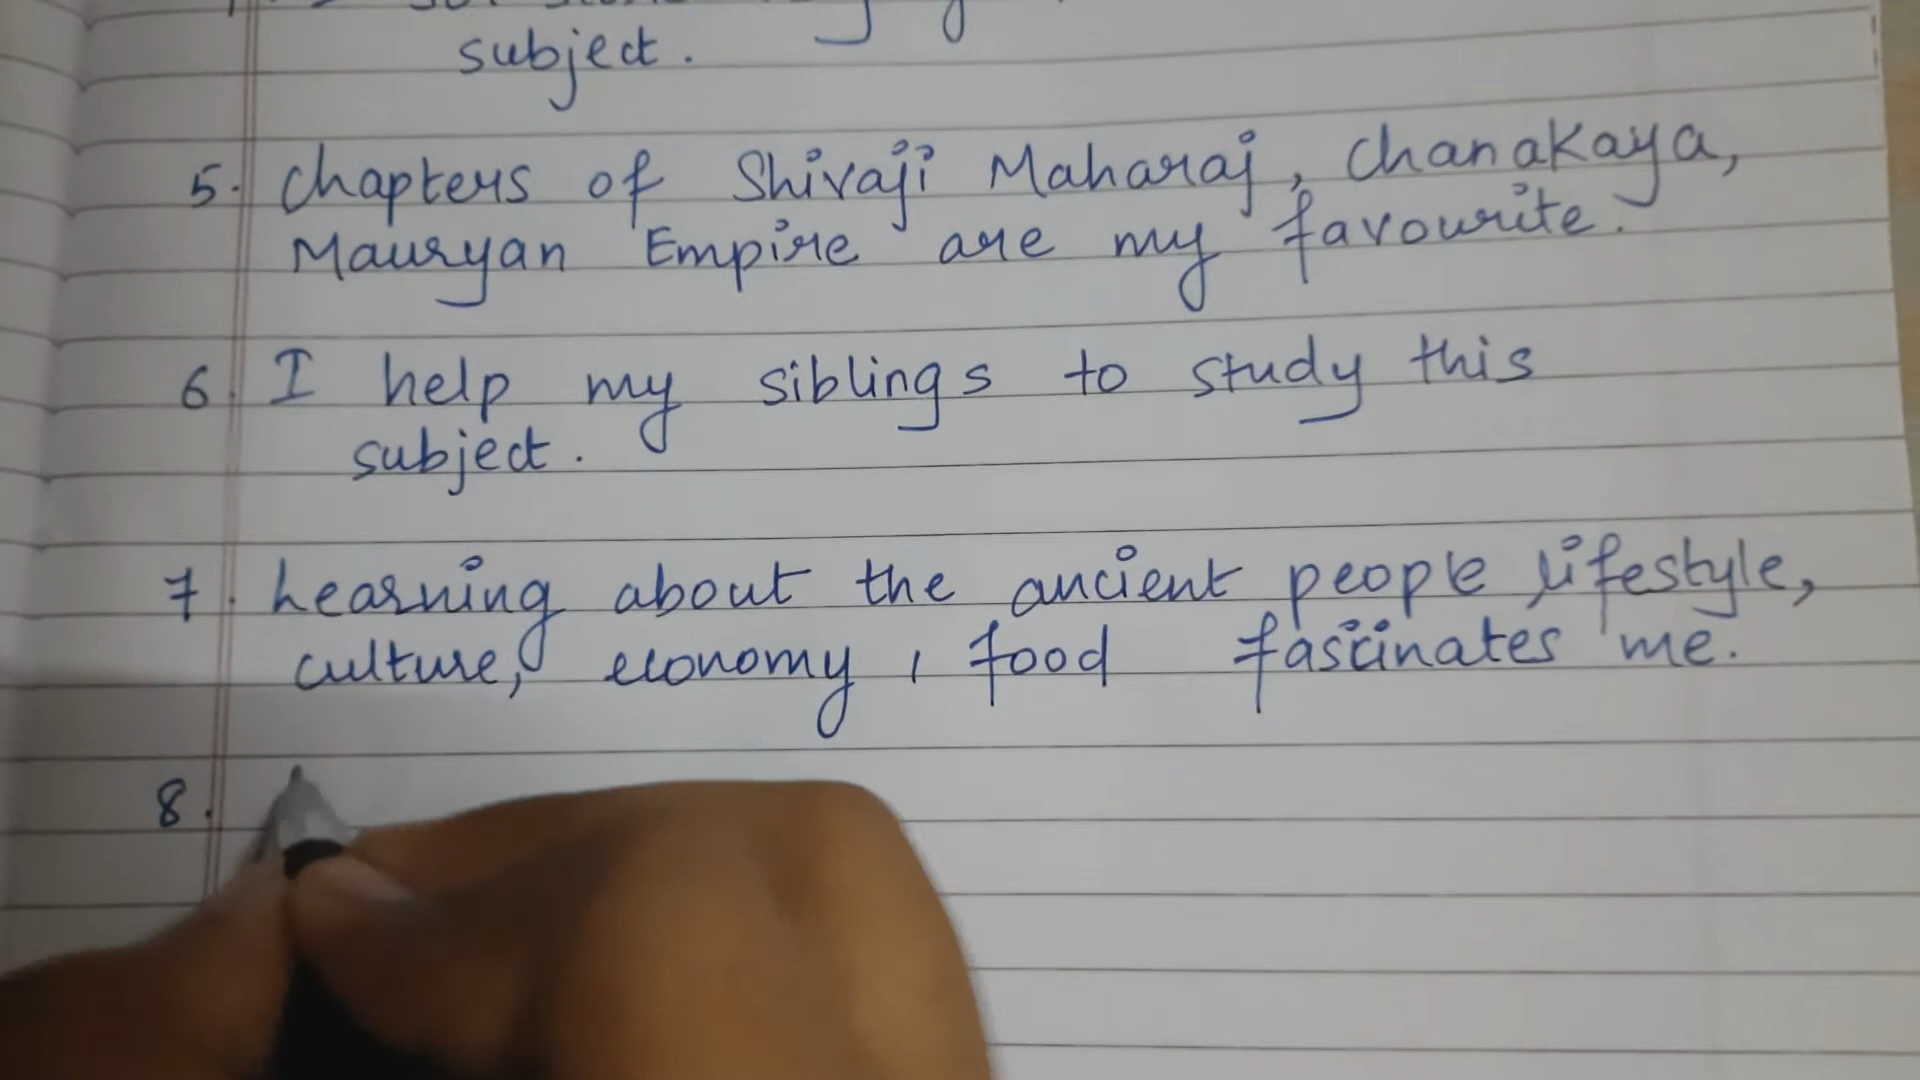 subject.
5. Chapters of Shivaji Maharaj, Chanakaya,
Mauryan Empire are my favourite.
6. I help my siblings to study this
subject.
7. Learning about the ancient people, lifestyle,
culture, economy, food fascinates me.
8.